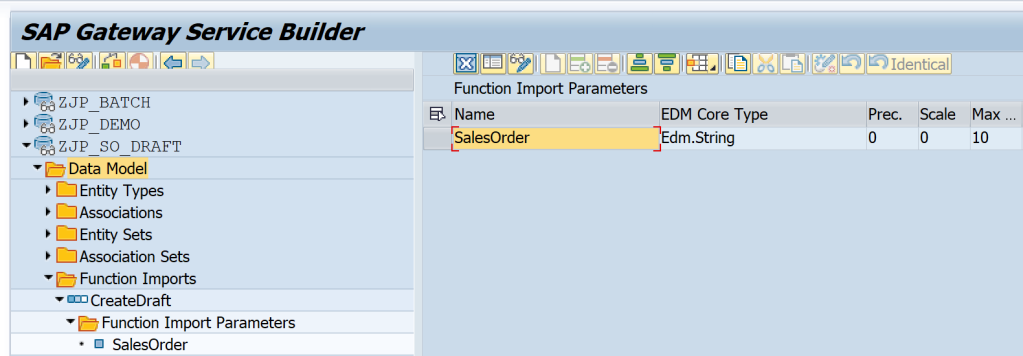 SAP Gateway Service Builder
Identical
ZJP_BATCH
ZJP_DEMO
ZJP_SO_DRAFT
Data Model
Entity Types
Associations
Entity Sets
Association Sets
Function Imports
CreateDraft
Function Import Parameters
SalesOrder
Function Import Parameters
Name EDM Core Type Prec. Scale Max ...
SalesOrder Edm.String 0 0 10